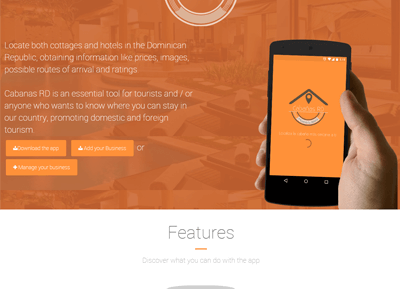 Locate both cottages and hotels in the Dominican
Republic, obtaining information like prices, images,
possible routes of arrival and ratings.
Cabanas RD is an essential tool for tourists and / or
anyone who wants to know where you can stay in
our country, promoting domestic and foreign
tourism.
Download the app Add your Business or
Manage your business
Features
Discover what you can do with the app.